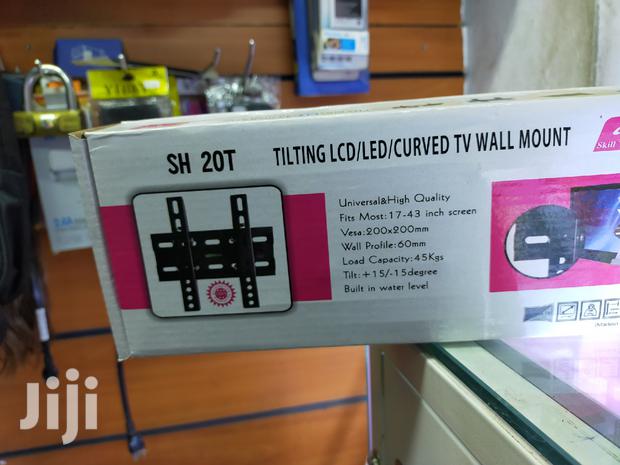 SH 20T
TILTING LCD/LED/CURVED TV WALL MOUNT
Skill
Universal&High Quality
Fits Most: 17-43 inch screen
Vesa: 200x200mm
Wall Profile: 60mm
Load Capacity: 45Kgs
Tilt: +15/-15degree
Built in water level
Jiji